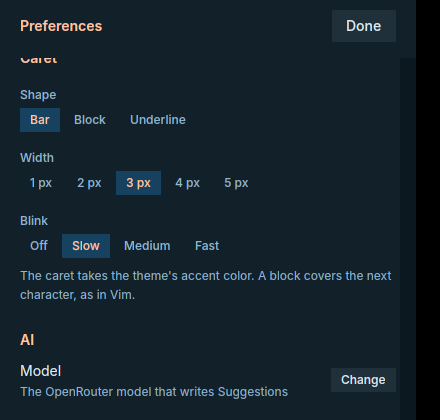 Preferences
Done
Caret
Shape
Bar Block Underline
Width
1 px 2 px 3 px 4 px 5 px
Blink
Off Slow Medium Fast
The caret takes the theme's accent color. A block covers the next
character, as in Vim.
AI
Model
Change
The OpenRouter model that writes Suggestions